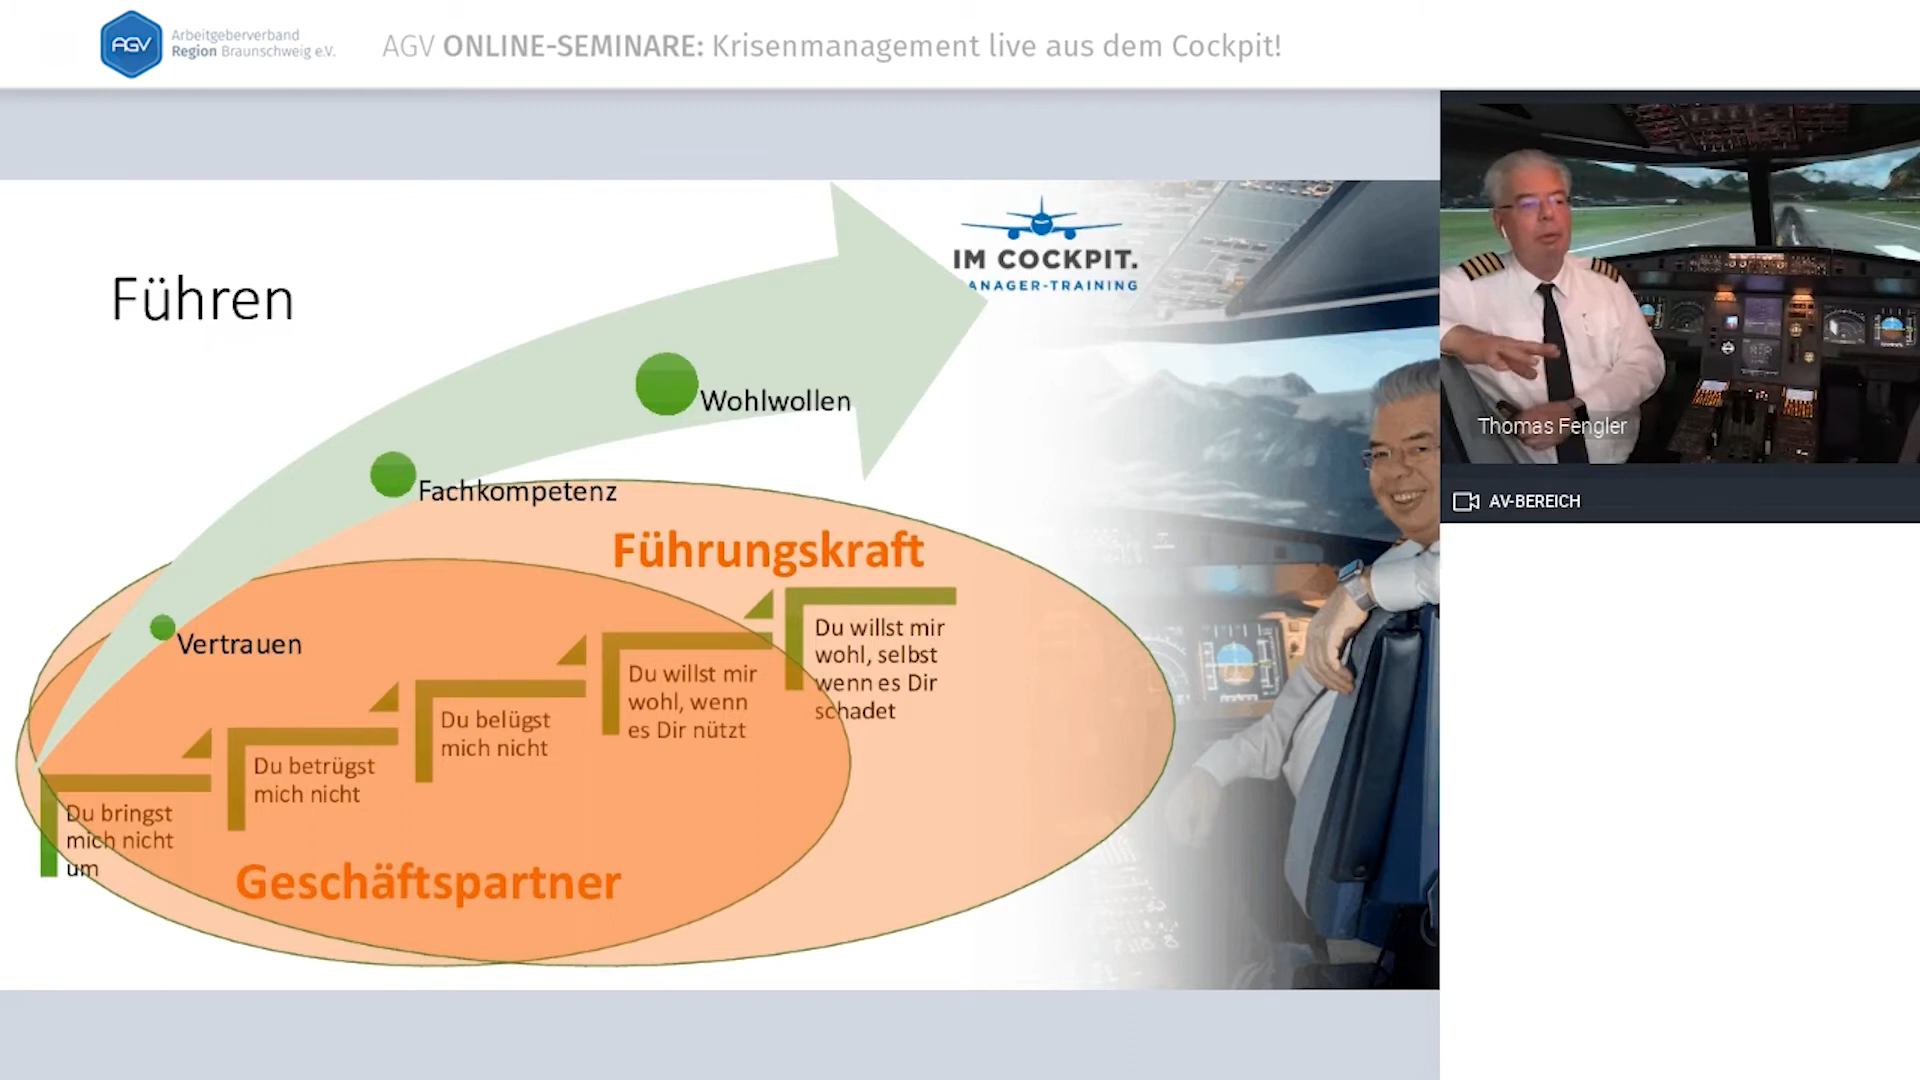 AGV
Arbeitgeberverband
Region Braunschweig e.V.
AGV ONLINE-SEMINARE: Krisenmanagement live aus dem Cockpit!
IM COCKPIT.
ANAGER-TRAINING
Führen
Wohlwollen
Fachkompetenz
Vertrauen
Führungskraft
Du willst mir
wohl, selbst
wenn es Dir
schadet
Du willst mir
wohl, wenn
es Dir nützt
Du belügst
mich nicht
Du betrügst
mich nicht
Du bringst
mich nicht
um
Geschäftspartner
Thomas Fengler
AV-BEREICH